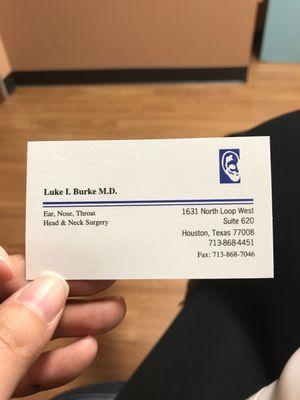 Luke I. Burke M.D.
Ear, Nose, Throat
Head & Neck Surgery
1631 North Loop West
Suite 620
Houston, Texas 77008
713-868-4451
Fax: 713-868-7046